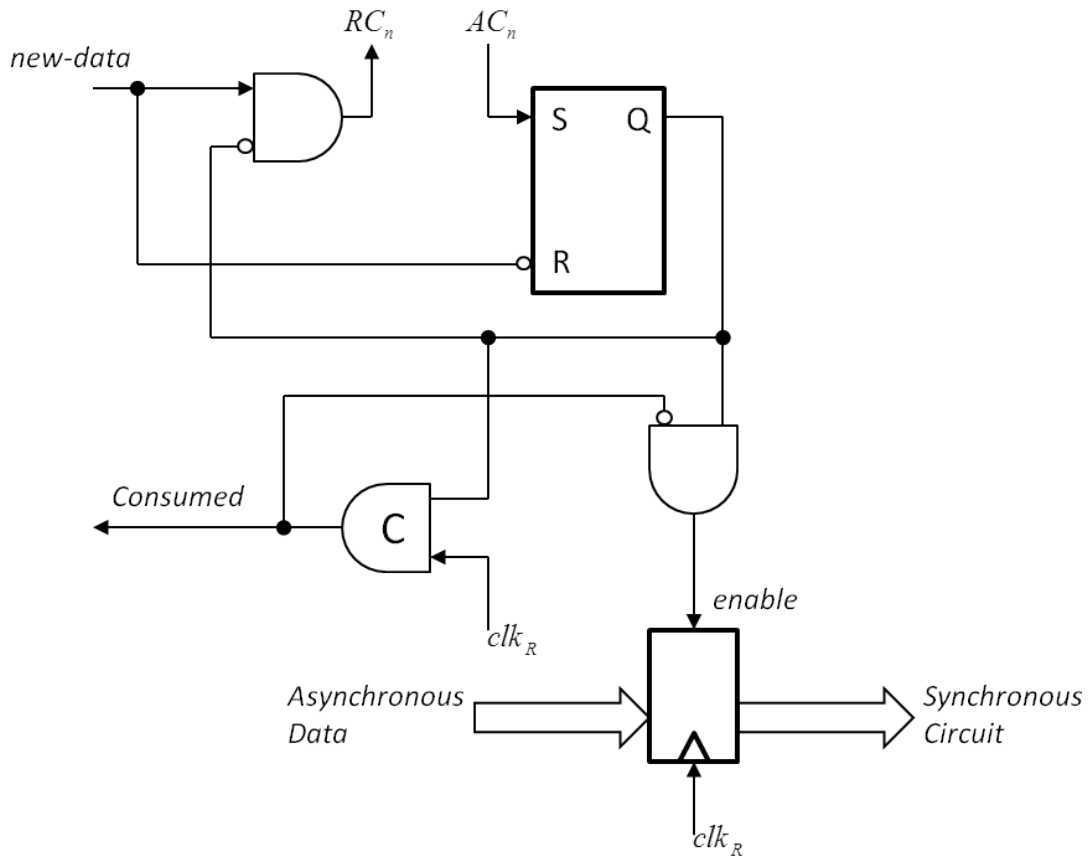 new-data
RC_n
AC_n
S
Q
R
Consumed
C
clk_R
enable
Asynchronous
Data
Synchronous
Circuit
clk_R